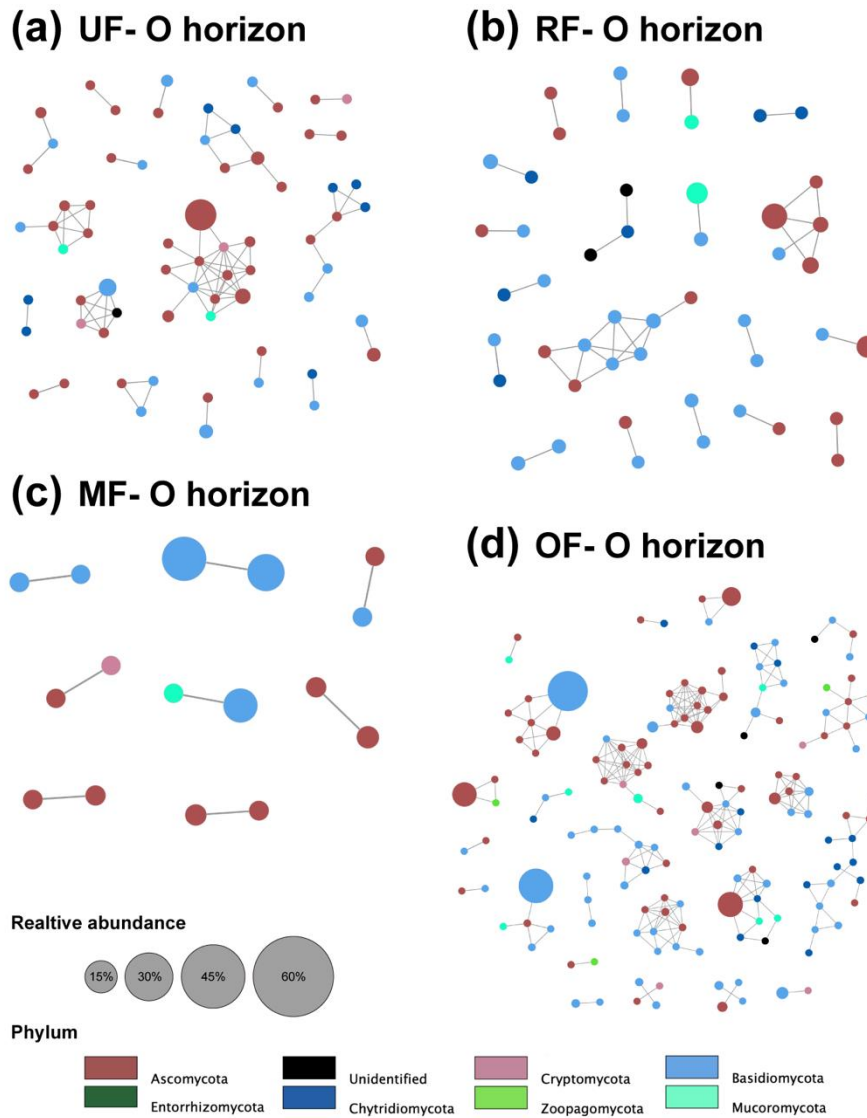 (a) UF- O horizon
(b) RF- O horizon
(c) MF- O horizon
(d) OF- O horizon
Realtive abundance
15% 30% 45% 60%
Phylum
Ascomycota Unidentified Cryptomycota Basidiomycota
Entorrhizomycota Chytridiomycota Zoopagomycota Mucoromycota